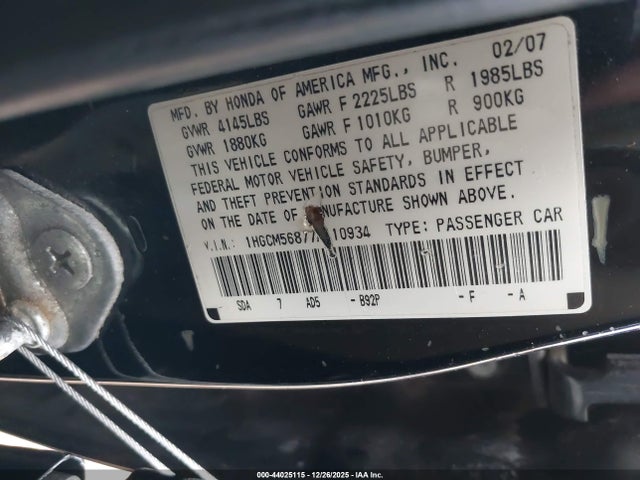 02/07
MFD. BY HONDA OF AMERICA MFG., INC.
GVWR 4145LBS GAWR F 2225LBS R 1985LBS
GVWR 1880KG GAWR F 1010KG R 900KG
THIS VEHICLE CONFORMS TO ALL APPLICABLE
FEDERAL MOTOR VEHICLE SAFETY, BUMPER,
AND THEFT PREVENTION STANDARDS IN EFFECT
ON THE DATE OF MANUFACTURE SHOWN ABOVE.
V.I.N.: TYPE: PASSENGER CAR
SDA 7 AD5 -B92P -F -A
000-44025115 - 12/26/2025 - IAA Inc.